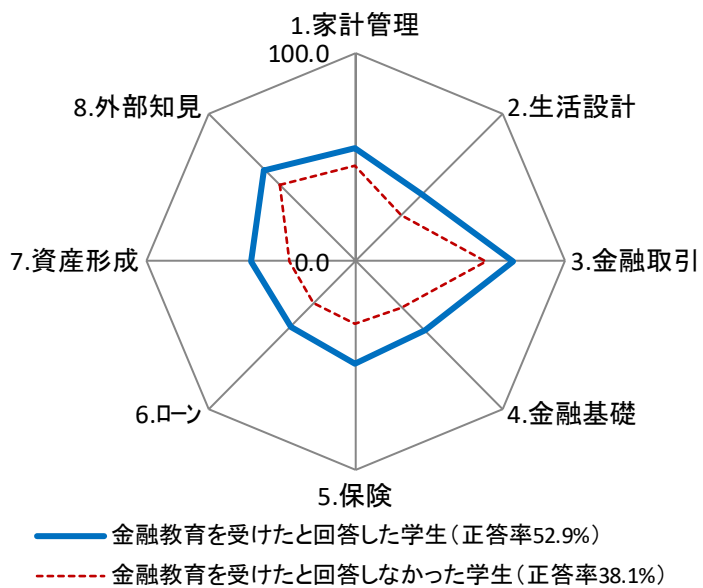 1.家計管理
100.0
8.外部知見
2.生活設計
7.資産形成
0.0
3.金融取引
6.ローン
4.金融基礎
5.保険
金融教育を受けたと回答した学生(正答率52.9%)
金融教育を受けたと回答しなかった学生(正答率38.1%)